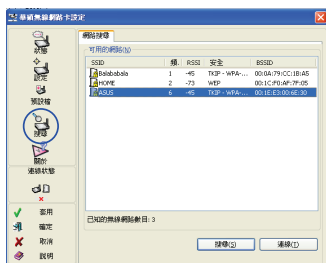 華碩無線網路卡設定
狀態
設定
預設檔
搜尋
關於
連線狀態
套用
確定
取消
說明
網路搜尋
可用的網路(N)
SSID 頻. RSSI 安全 BSSID
Balabababala 1 -45 TKIP - WPA-... 00:0A:79:CC:1B:A5
HOME 2 -73 WEP 00:1C:F0:AF:7F:05
ASUS 6 -45 TKIP - WPA-... 00:1E:E3:00:6E:30
已知的無線網路數目: 3
搜尋(S) 連線(T)